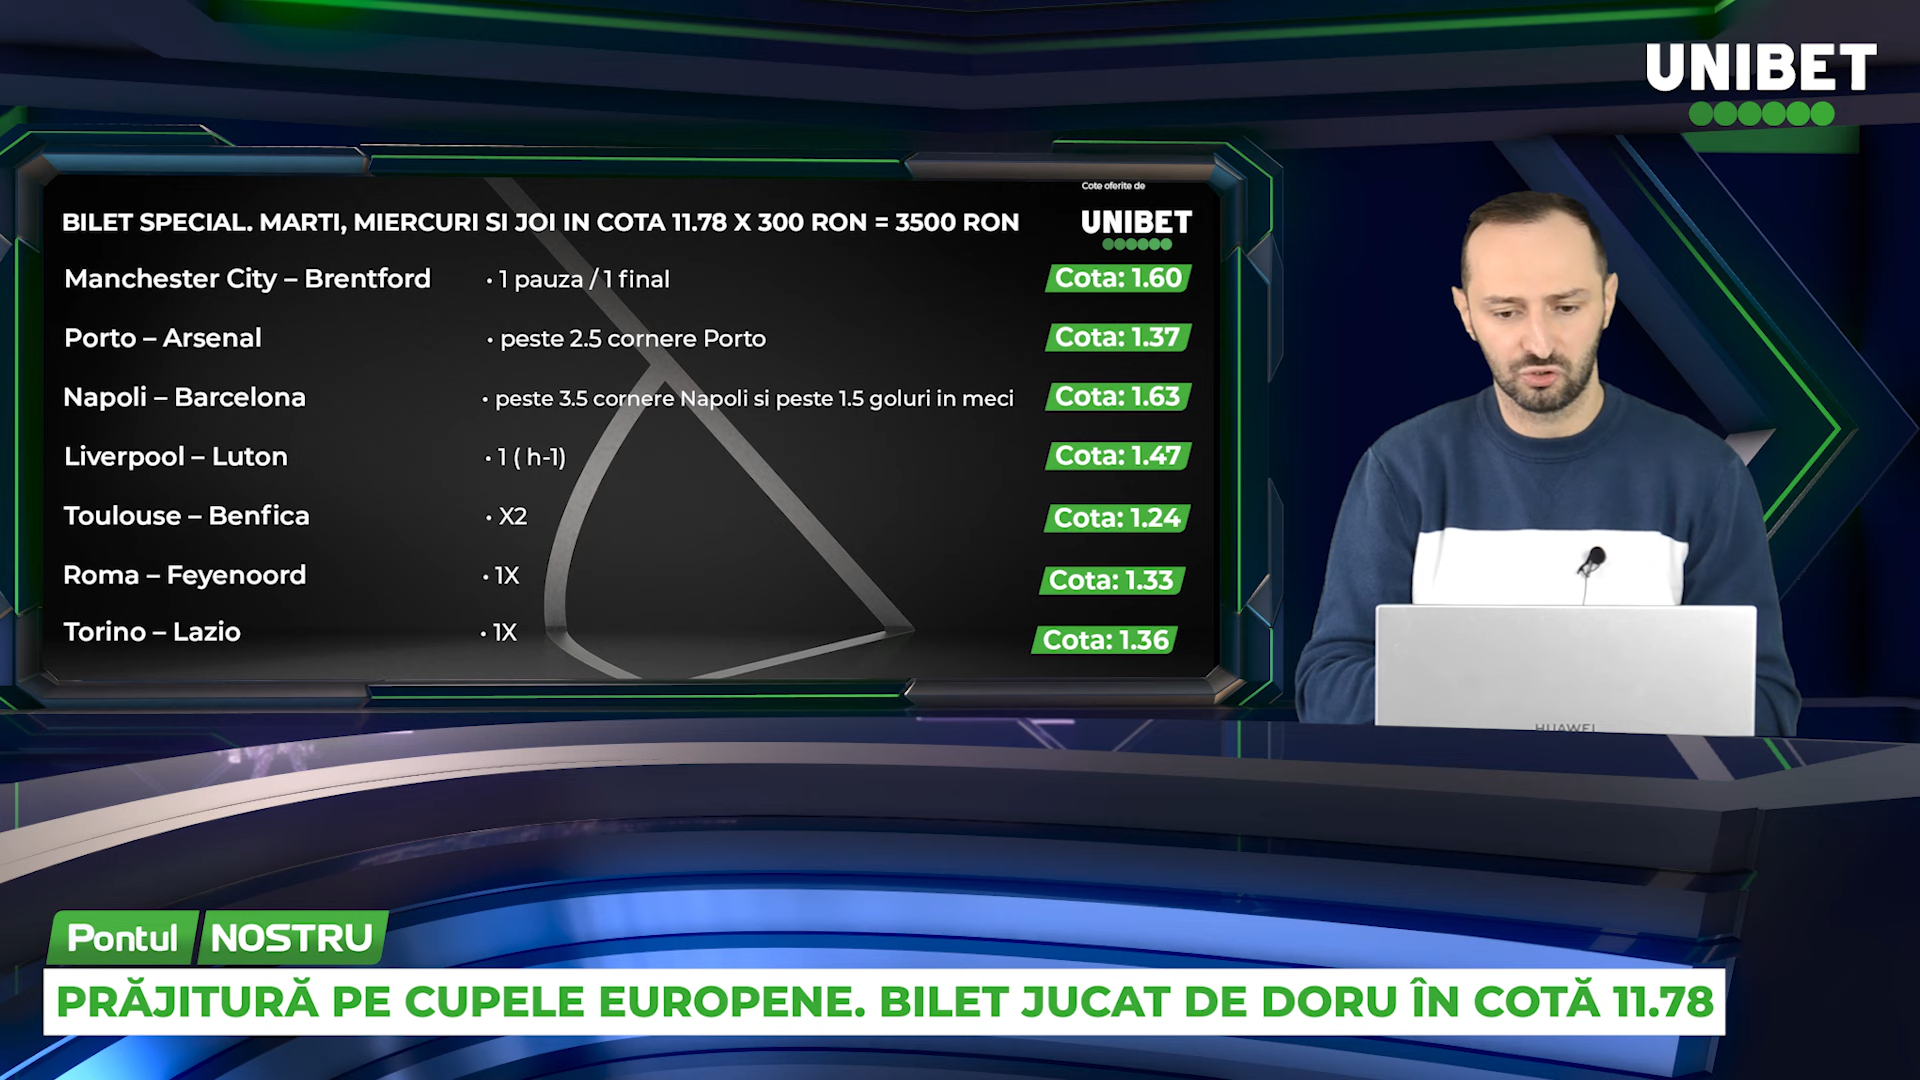 UNIBET
Cote oferite de
BILET SPECIAL. MARTI, MIERCURI SI JOI IN COTA 11.78 X 300 RON = 3500 RON
UNIBET
Manchester City – Brentford • 1 pauza / 1 final Cota: 1.60
Porto – Arsenal • peste 2.5 cornere Porto Cota: 1.37
Napoli – Barcelona • peste 3.5 cornere Napoli si peste 1.5 goluri in meci Cota: 1.63
Liverpool – Luton • 1 ( h-1) Cota: 1.47
Toulouse – Benfica • X2 Cota: 1.24
Roma – Feyenoord • 1X Cota: 1.33
Torino – Lazio • 1X Cota: 1.36
HUAWEI
Pontul NOSTRU
PRĂJITURĂ PE CUPELE EUROPENE. BILET JUCAT DE DORU ÎN COTĂ 11.78